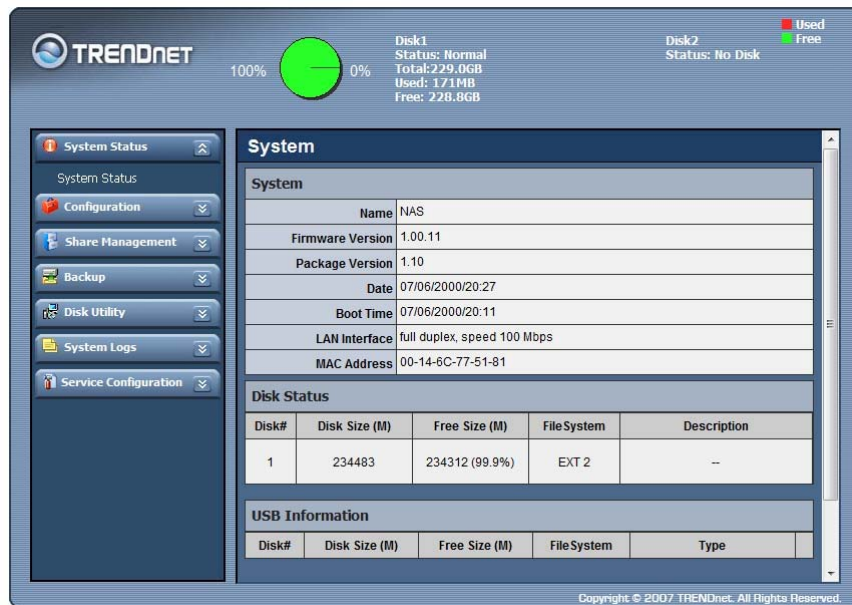 TRENDnet
100%
0%
Disk1
Status: Normal
Total:229.0GB
Used: 171MB
Free: 228.8GB
Disk2
Status: No Disk
Used
Free
System Status
System Status
Configuration
Share Management
Backup
Disk Utility
System Logs
Service Configuration
System
System
Name NAS
Firmware Version 1.00.11
Package Version 1.10
Date 07/06/2000/20:27
Boot Time 07/06/2000/20:11
LAN Interface full duplex, speed 100 Mbps
MAC Address 00-14-6C-77-51-81
Disk Status
Disk# Disk Size (M) Free Size (M) FileSystem Description
1 234483 234312 (99.9%) EXT 2 --
USB Information
Disk# Disk Size (M) Free Size (M) FileSystem Type
Copyright © 2007 TRENDnet. All Rights Reserved.